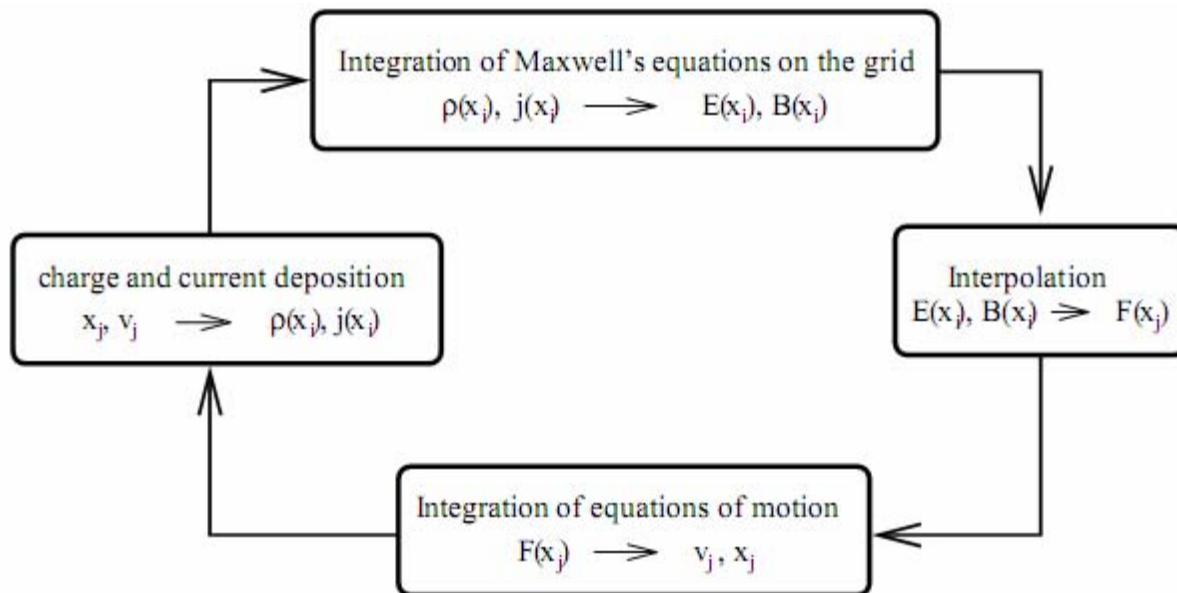 Integration of Maxwell's equations on the grid
ρ(xᵢ), j(xᵢ) ⟶ E(xᵢ), B(xᵢ)
charge and current deposition
xⱼ, vⱼ ⟶ ρ(xᵢ), j(xᵢ)
Interpolation
E(xᵢ), B(xᵢ) ⟶ F(xⱼ)
Integration of equations of motion
F(xⱼ) ⟶ vⱼ , xⱼ